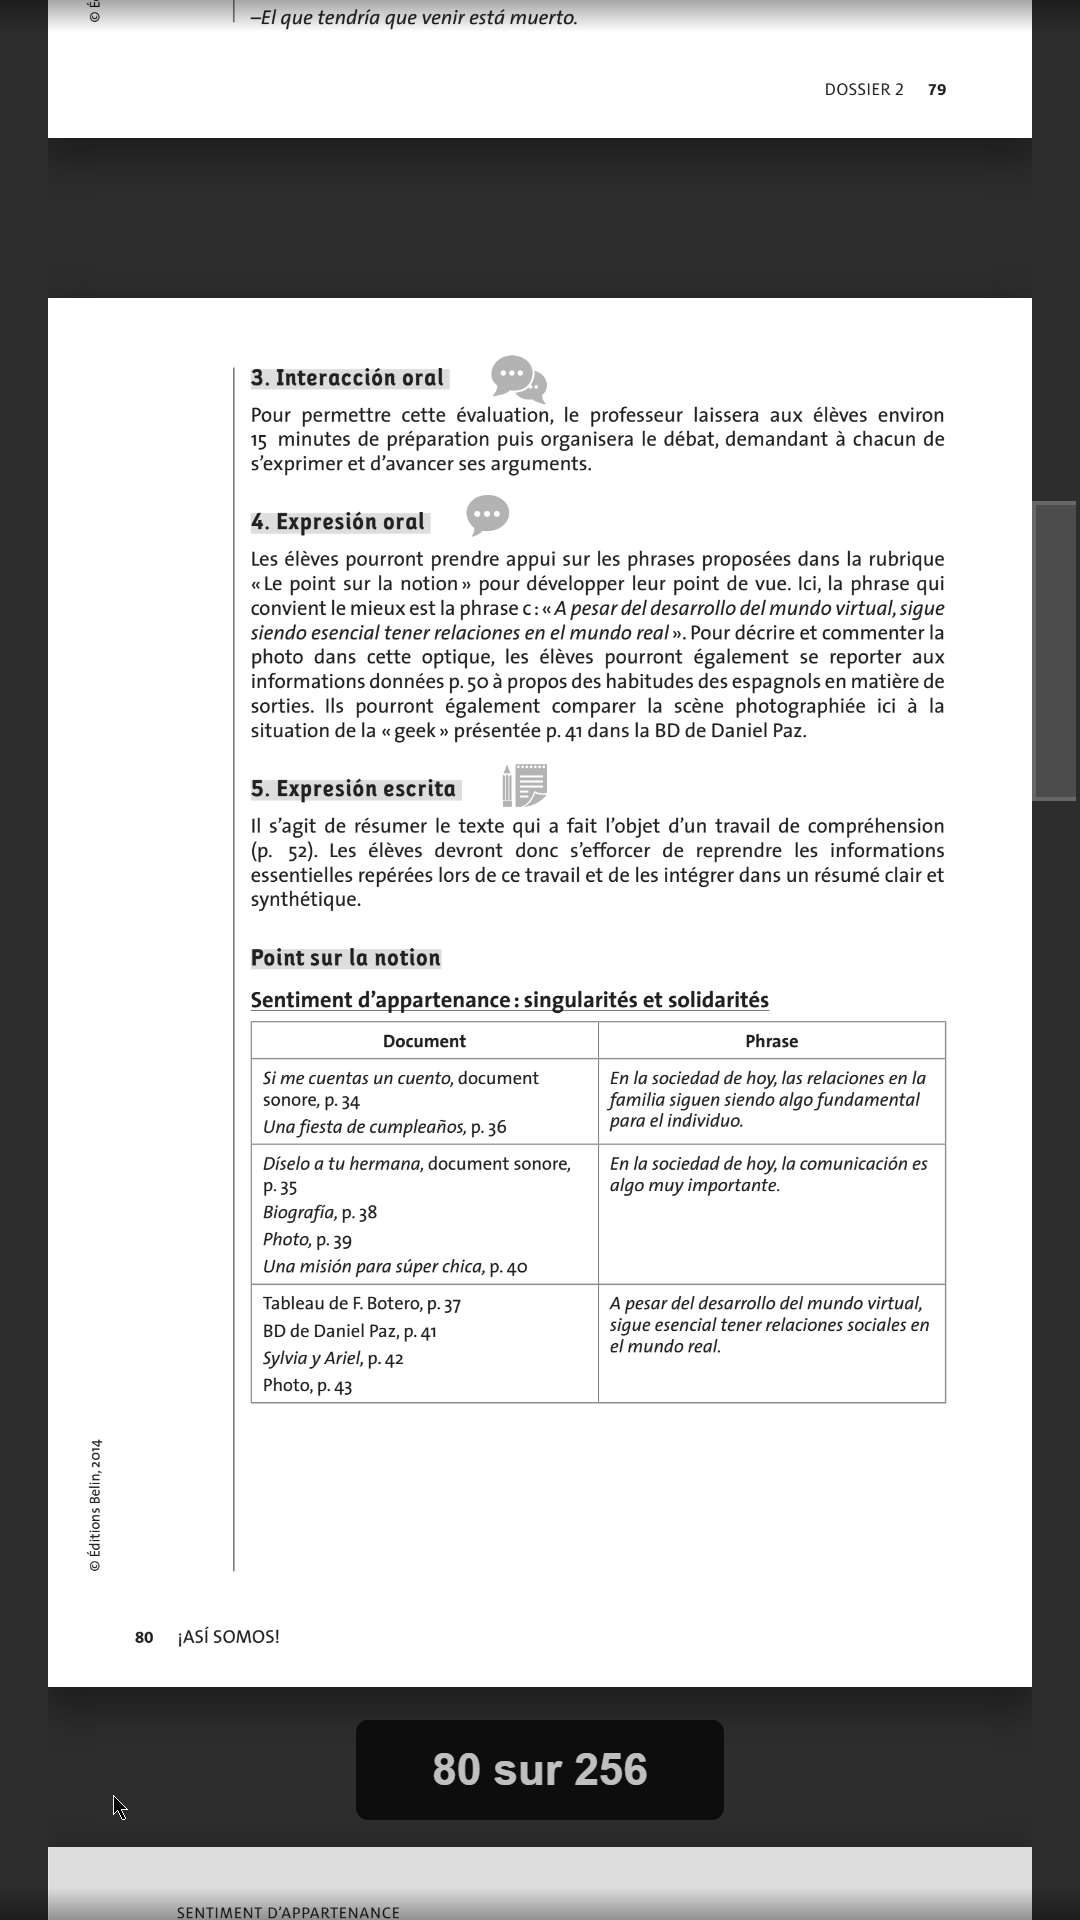 –El que tendría que venir está muerto.
DOSSIER 2 79
3. Interacción oral
Pour permettre cette évaluation, le professeur laissera aux élèves environ
15 minutes de préparation puis organisera le débat, demandant à chacun de
s’exprimer et d’avancer ses arguments.
4. Expresión oral
Les élèves pourront prendre appui sur les phrases proposées dans la rubrique
« Le point sur la notion » pour développer leur point de vue. Ici, la phrase qui
convient le mieux est la phrase c : « A pesar del desarrollo del mundo virtual, sigue
siendo esencial tener relaciones en el mundo real ». Pour décrire et commenter la
photo dans cette optique, les élèves pourront également se reporter aux
informations données p. 50 à propos des habitudes des espagnols en matière de
sorties. Ils pourront également comparer la scène photographiée ici à la
situation de la « geek » présentée p. 41 dans la BD de Daniel Paz.
5. Expresión escrita
Il s’agit de résumer le texte qui a fait l’objet d’un travail de compréhension
(p. 52). Les élèves devront donc s’efforcer de reprendre les informations
essentielles repérées lors de ce travail et de les intégrer dans un résumé clair et
synthétique.
Point sur la notion
Sentiment d’appartenance : singularités et solidarités
Document
Phrase
Si me cuentas un cuento, document
sonore, p. 34
Una fiesta de cumpleaños, p. 36
En la sociedad de hoy, las relaciones en la
familia siguen siendo algo fundamental
para el individuo.
Díselo a tu hermana, document sonore,
p. 35
Biografía, p. 38
Photo, p. 39
Una misión para súper chica, p. 40
En la sociedad de hoy, la comunicación es
algo muy importante.
Tableau de F. Botero, p. 37
BD de Daniel Paz, p. 41
Sylvia y Ariel, p. 42
Photo, p. 43
A pesar del desarrollo del mundo virtual,
sigue esencial tener relaciones sociales en
el mundo real.
© Éditions Belin, 2014
80 ¡ASÍ SOMOS!
80 sur 256
SENTIMENT D’APPARTENANCE